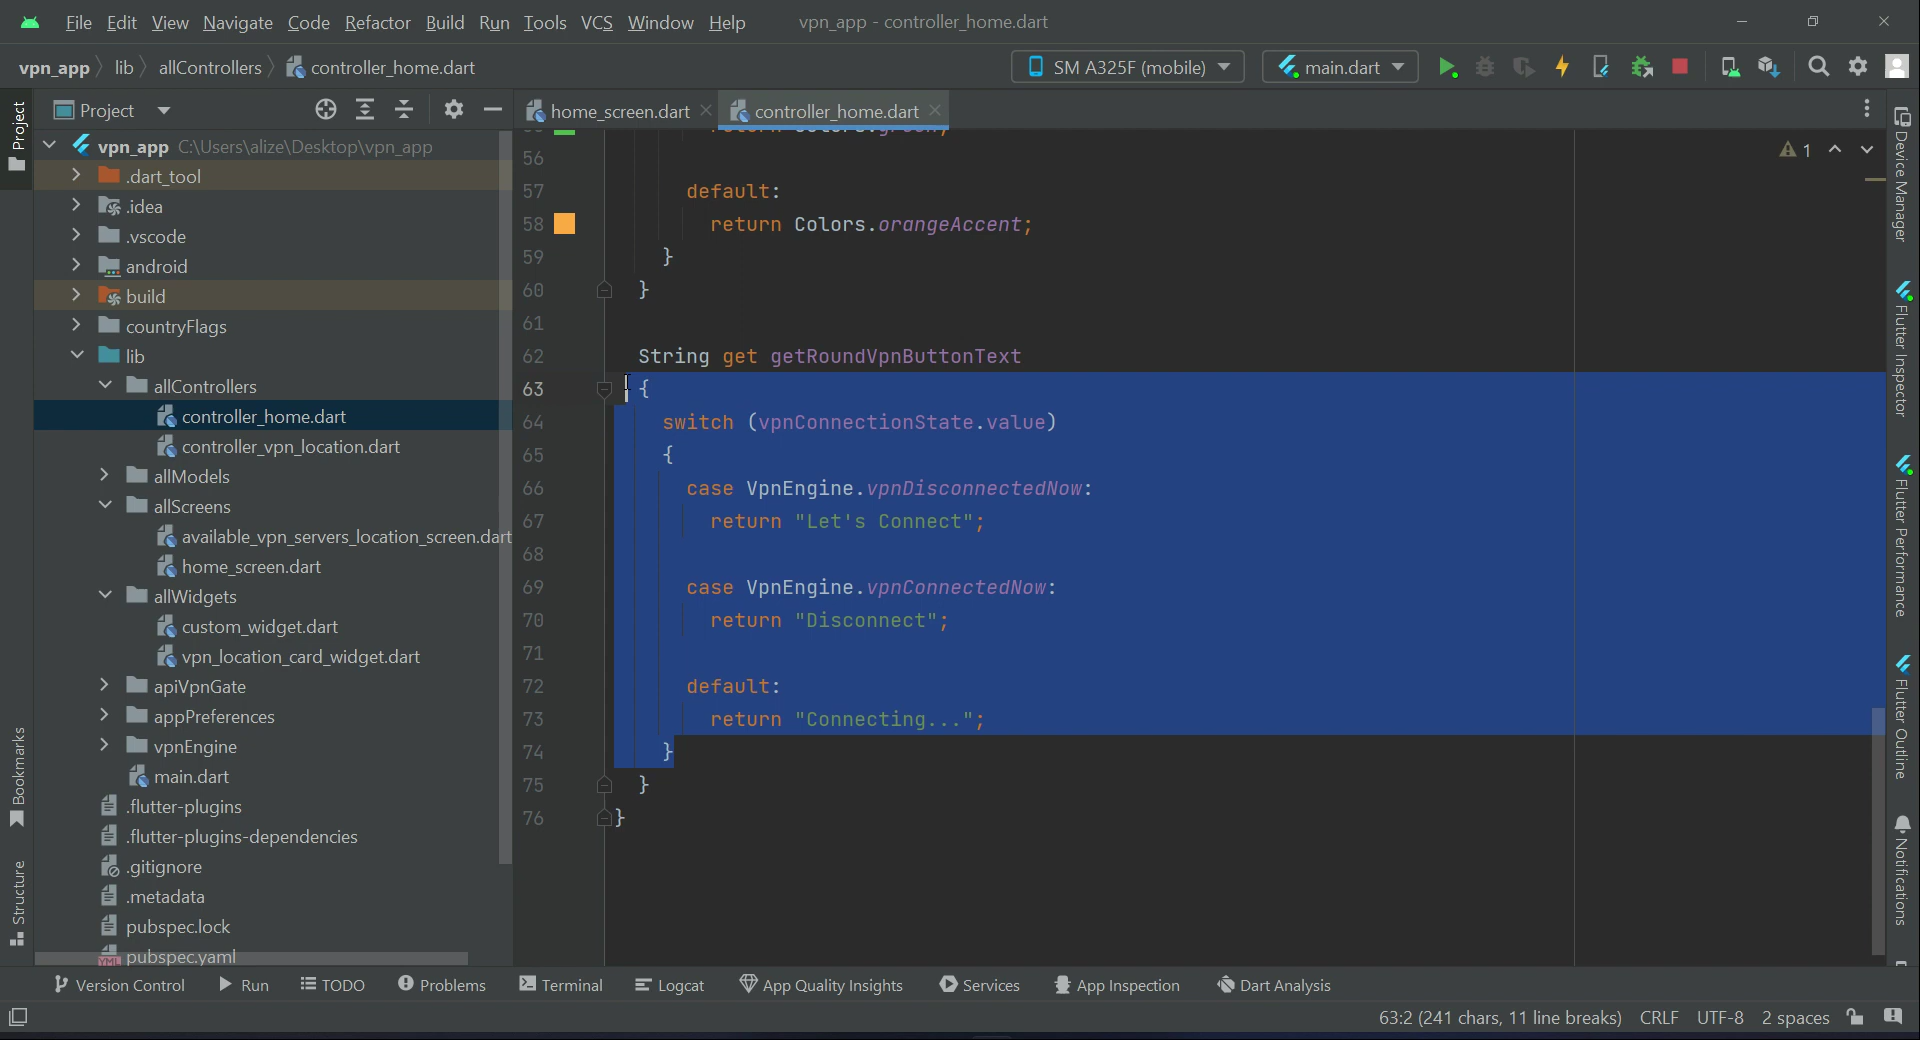 File Edit View Navigate Code Refactor Build Run Tools VCS Window Help vpn_app - controller_home.dart
vpn_app lib allControllers controller_home.dart SM A325F (mobile) main.dart
Project
Project
home_screen.dart controller_home.dart
vpn_app C:\Users\alize\Desktop\vpn_app
.dart_tool
.idea
.vscode
android
build
countryFlags
lib
allControllers
controller_home.dart
controller_vpn_location.dart
allModels
allScreens
available_vpn_servers_location_screen.dart
home_screen.dart
allWidgets
custom_widget.dart
vpn_location_card_widget.dart
apiVpnGate
appPreferences
vpnEngine
main.dart
.flutter-plugins
.flutter-plugins-dependencies
.gitignore
.metadata
pubspec.lock
pubspec.yaml
Bookmarks
Structure
return Colors.green;
56
57 default:
58 return Colors.orangeAccent;
59 }
60 }
61
62 String get getRoundVpnButtonText
63 {
64 switch (vpnConnectionState.value)
65 {
66 case VpnEngine.vpnDisconnectedNow:
67 return "Let's Connect";
68
69 case VpnEngine.vpnConnectedNow:
70 return "Disconnect";
71
72 default:
73 return "Connecting...";
74 }
75 }
76 }
1
Device Manager
Flutter Inspector
Flutter Performance
Flutter Outline
Notifications
Version Control Run TODO Problems Terminal Logcat App Quality Insights Services App Inspection Dart Analysis
63:2 (241 chars, 11 line breaks) CRLF UTF-8 2 spaces